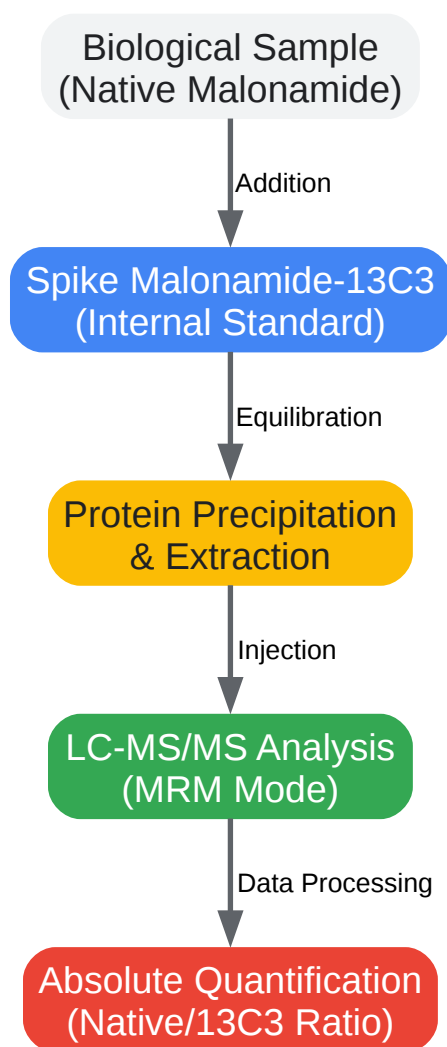 Biological Sample
(Native Malonamide)
Addition
Spike Malonamide-13C3
(Internal Standard)
Equilibration
Protein Precipitation
& Extraction
Injection
LC-MS/MS Analysis
(MRM Mode)
Data Processing
Absolute Quantification
(Native/13C3 Ratio)